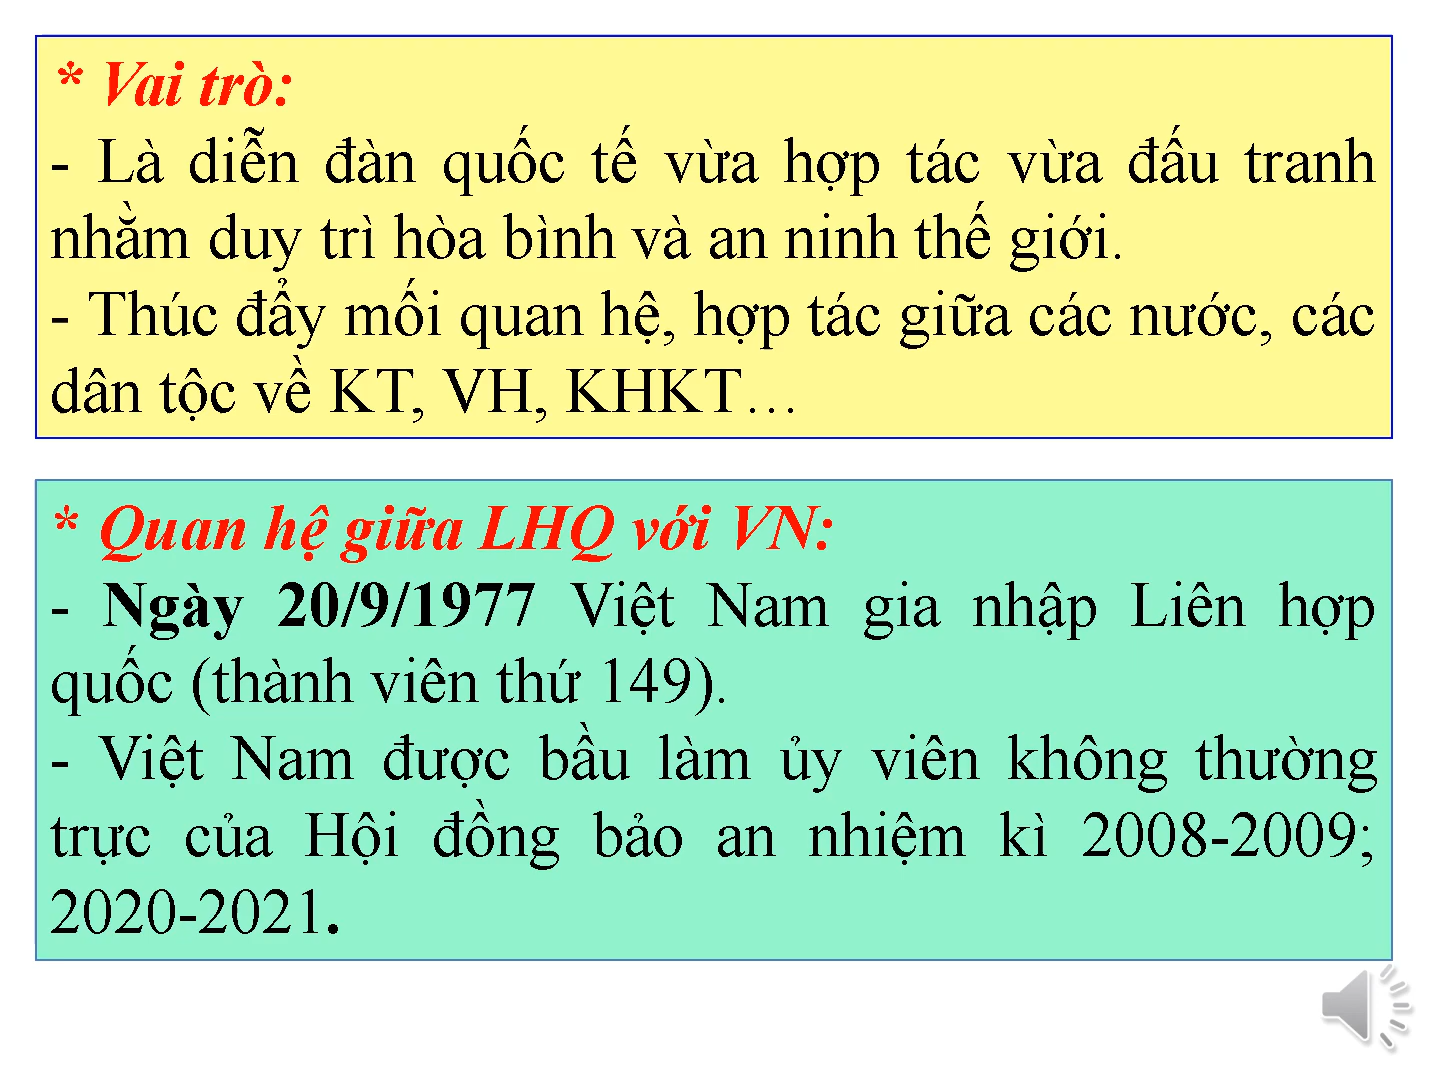 * Vai trò:
- Là diễn đàn quốc tế vừa hợp tác vừa đấu tranh
nhằm duy trì hòa bình và an ninh thế giới.
- Thúc đẩy mối quan hệ, hợp tác giữa các nước, các
dân tộc về KT, VH, KHKT…
* Quan hệ giữa LHQ với VN:
- Ngày 20/9/1977 Việt Nam gia nhập Liên hợp
quốc (thành viên thứ 149).
- Việt Nam được bầu làm ủy viên không thường
trực của Hội đồng bảo an nhiệm kì 2008-2009;
2020-2021.